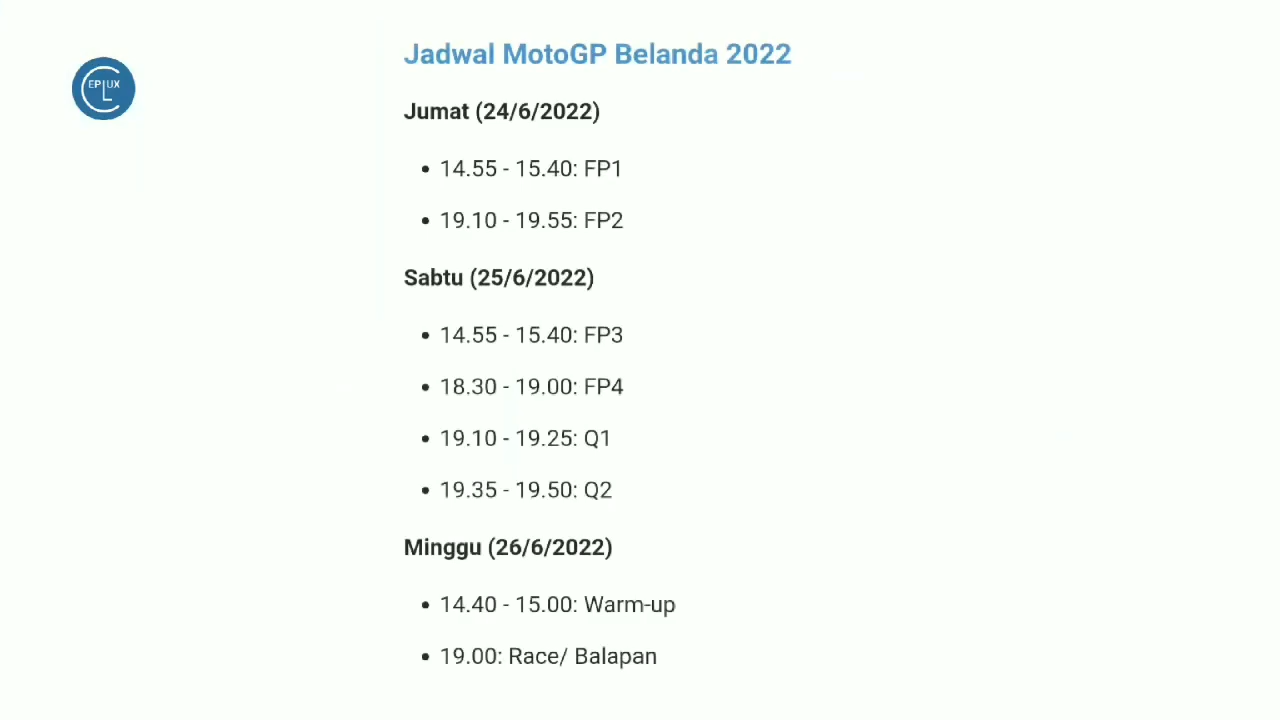 Jadwal MotoGP Belanda 2022
EPLUX
Jumat (24/6/2022)
• 14.55 - 15.40: FP1
• 19.10 - 19.55: FP2
Sabtu (25/6/2022)
• 14.55 - 15.40: FP3
• 18.30 - 19.00: FP4
• 19.10 - 19.25: Q1
• 19.35 - 19.50: Q2
Minggu (26/6/2022)
• 14.40 - 15.00: Warm-up
• 19.00: Race/ Balapan